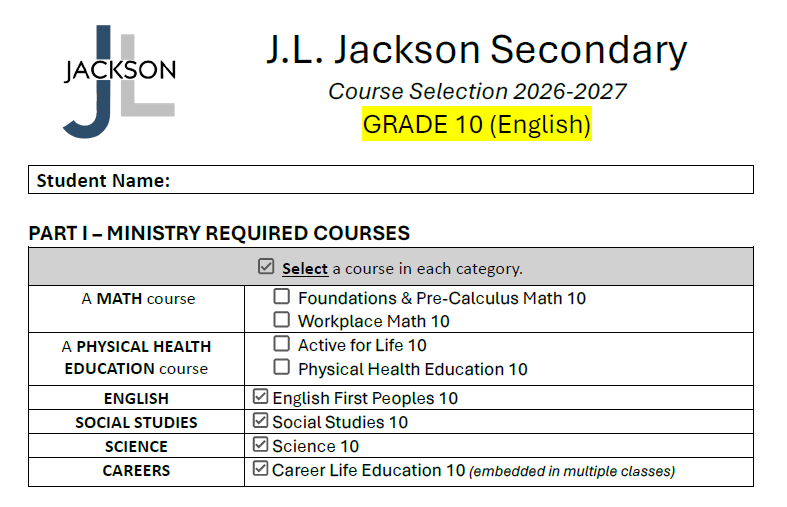 JL
JACKSON
J.L. Jackson Secondary
Course Selection 2026-2027
GRADE 10 (English)
Student Name:
PART I – MINISTRY REQUIRED COURSES
☑ Select a course in each category.
A MATH course
☐ Foundations & Pre-Calculus Math 10
☐ Workplace Math 10
A PHYSICAL HEALTH
EDUCATION course
☐ Active for Life 10
☐ Physical Health Education 10
ENGLISH
☑ English First Peoples 10
SOCIAL STUDIES
☑ Social Studies 10
SCIENCE
☑ Science 10
CAREERS
☑ Career Life Education 10 (embedded in multiple classes)